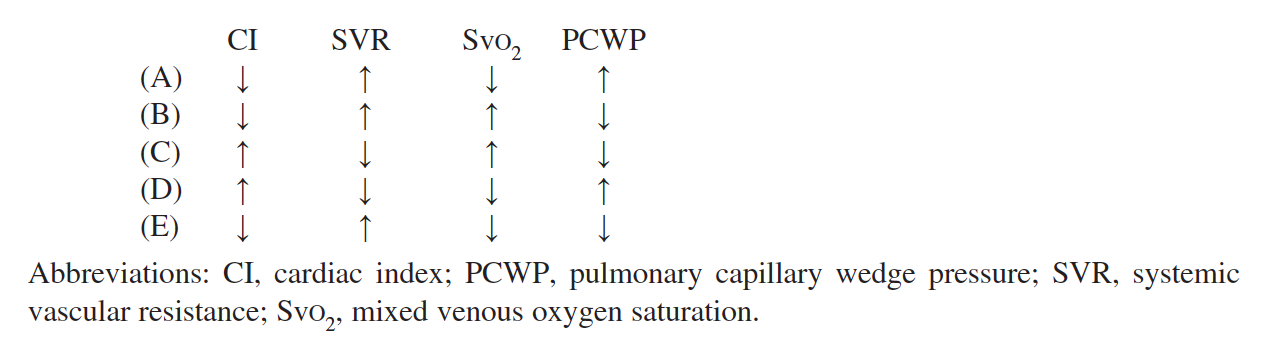 CI SVR Svo₂ PCWP
(A) ↓ ↑ ↓ ↑
(B) ↓ ↑ ↑ ↓
(C) ↑ ↓ ↑ ↓
(D) ↑ ↓ ↓ ↑
(E) ↓ ↑ ↓ ↓
Abbreviations: CI, cardiac index; PCWP, pulmonary capillary wedge pressure; SVR, systemic
vascular resistance; Svo₂, mixed venous oxygen saturation.